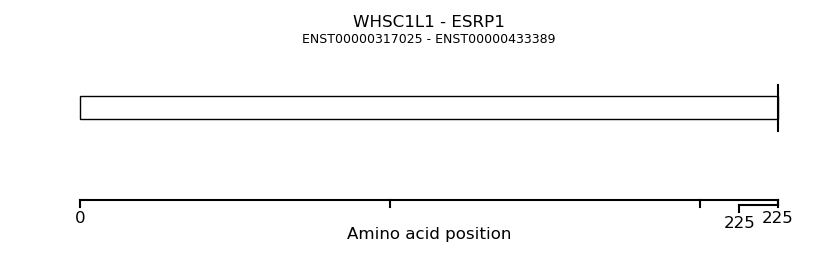 WHSC1L1 - ESRP1
ENST00000317025 - ENST00000433389
0
225
225
Amino acid position